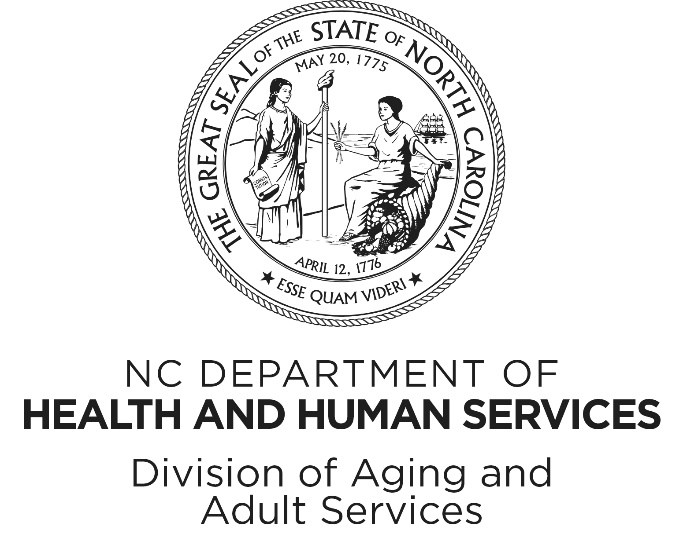 THE GREAT SEAL OF THE STATE OF NORTH CAROLINA
MAY 20, 1775
APRIL 12, 1776
★ ESSE QUAM VIDERI ★
NC DEPARTMENT OF
HEALTH AND HUMAN SERVICES
Division of Aging and
Adult Services